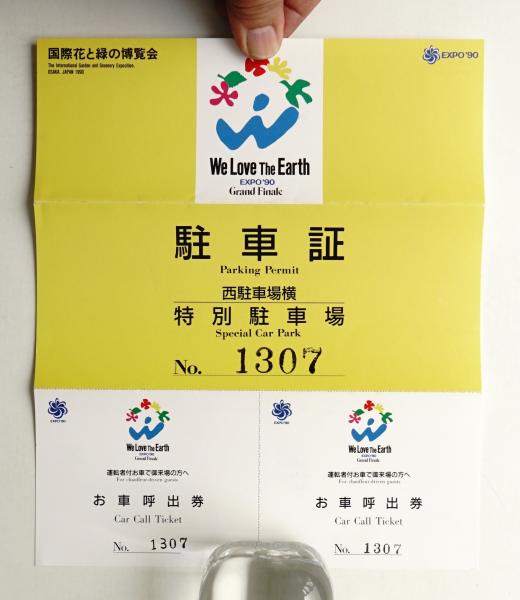 国際花と緑の博覧会
The International Garden and Greenery Exposition,
OSAKA, JAPAN 1990
EXPO'90
We Love The Earth
EXPO'90
Grand Finale
駐車証
Parking Permit
西駐車場横
特別駐車場
Special Car Park
No. 1307
EXPO'90
We Love The Earth
EXPO'90
Grand Finale
運転者付お車で御来場の方へ
For chauffeur-driven guests
お車呼出券
Car Call Ticket
No. 1307
EXPO'90
We Love The Earth
EXPO'90
Grand Finale
運転者付お車で御来場の方へ
For chauffeur-driven guests
お車呼出券
Car Call Ticket
No. 1307